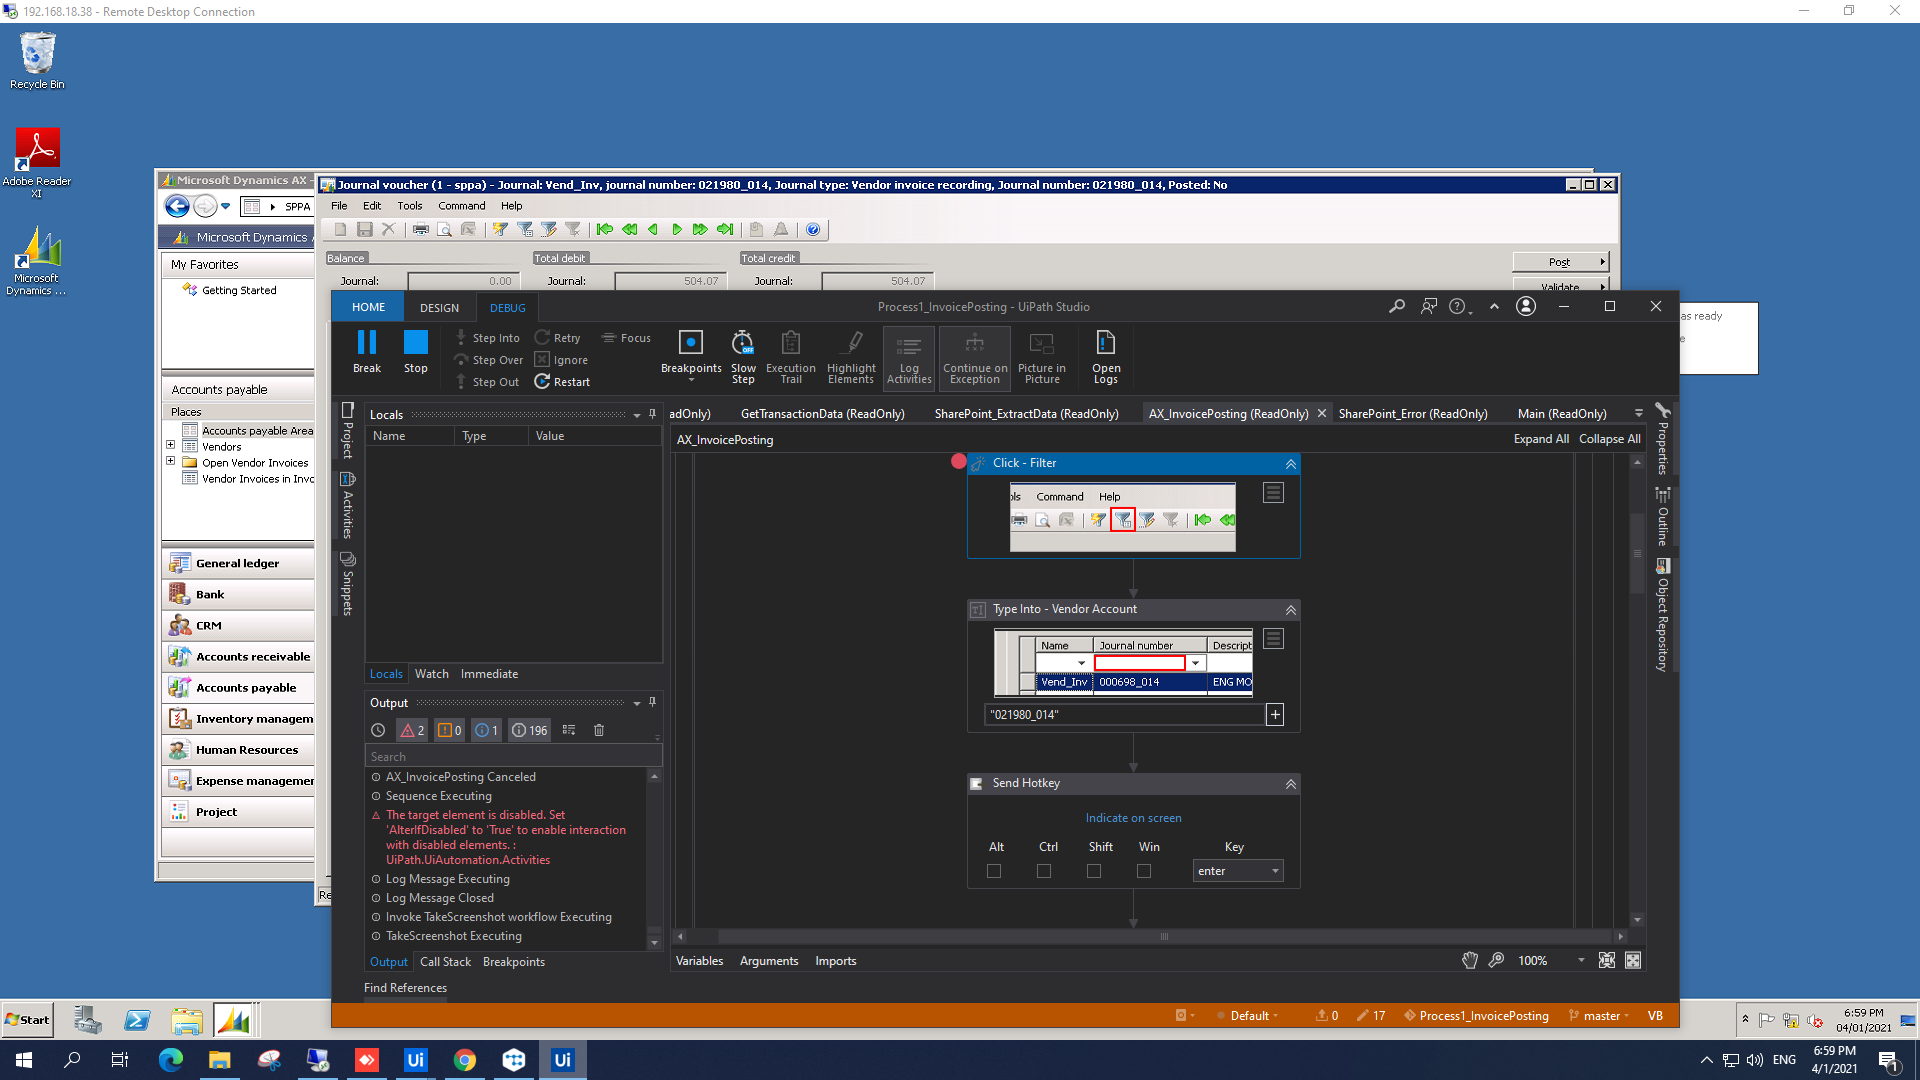 192.168.18.38 - Remote Desktop Connection
Recycle Bin
Adobe Reader
XI
Microsoft
Dynamics ...
Microsoft Dynamics AX -
SPPA
Microsoft Dynamics
My Favorites
Getting Started
Accounts payable
Places
Accounts payable Area
Vendors
Open Vendor Invoices
Vendor Invoices in Invo
General ledger
Bank
CRM
Accounts receivable
Accounts payable
Inventory managem
Human Resources
Expense managemer
Project
Journal voucher (1 - sppa) - Journal: Vend_Inv, journal number: 021980_014, Journal type: Vendor invoice recording, Journal number: 021980_014, Posted: No
File Edit Tools Command Help
Balance
Total debit
Total credit
Journal: 0.00
Journal: 504.07
Journal: 504.07
Post
Validate
Re
as ready
e
HOME DESIGN DEBUG
Process1_InvoicePosting - UiPath Studio
Break
Stop
Step Into
Step Over
Step Out
Retry
Ignore
Restart
Focus
Breakpoints
Slow
Step
Execution
Trail
Highlight
Elements
Log
Activities
Continue on
Exception
Picture in
Picture
Open
Logs
OFF
Project
Activities
Snippets
Locals
Name Type Value
Locals Watch Immediate
Output
2 0 1 196
Search
AX_InvoicePosting Canceled
Sequence Executing
The target element is disabled. Set
'AlterIfDisabled' to 'True' to enable interaction
with disabled elements. :
UiPath.UiAutomation.Activities
Log Message Executing
Log Message Closed
Invoke TakeScreenshot workflow Executing
TakeScreenshot Executing
Output Call Stack Breakpoints
Find References
adOnly) GetTransactionData (ReadOnly) SharePoint_ExtractData (ReadOnly) AX_InvoicePosting (ReadOnly) SharePoint_Error (ReadOnly) Main (ReadOnly)
AX_InvoicePosting
Expand All Collapse All
Click - Filter
ols Command Help
Type Into - Vendor Account
Name Journal number Descript
Vend_Inv 000698_014 ENG MO
"021980_014"
Send Hotkey
Indicate on screen
Alt Ctrl Shift Win Key
enter
Variables Arguments Imports
100%
Properties
Outline
Object Repository
Default
0
17
Process1_InvoicePosting
master
VB
Start
6:59 PM
04/01/2021
Ui
Ui
ENG
6:59 PM
4/1/2021
1